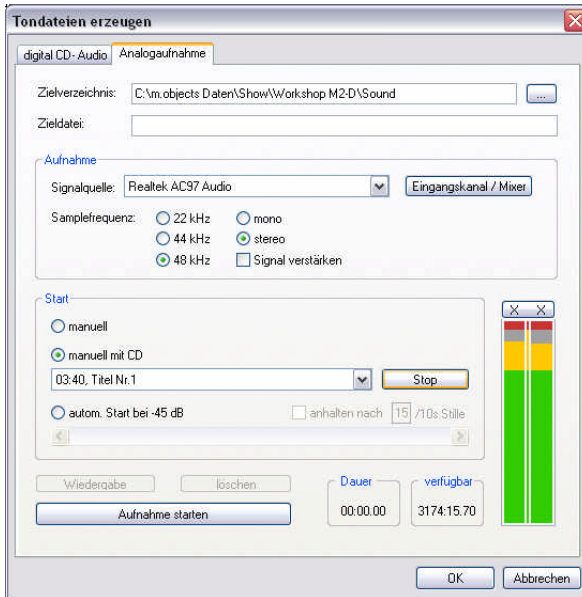 Tondateien erzeugen
digital CD-Audio Analogaufnahme
Zielverzeichnis: C:\m.objects Daten\Show\Workshop M2-D\Sound ...
Zieldatei:
Aufnahme
Signalquelle: Realtek AC97 Audio Eingangskanal / Mixer
Samplefrequenz: 22 kHz mono
44 kHz stereo
48 kHz Signal verstärken
Start
X X
manuell
manuell mit CD
03:40, Titel Nr.1 Stop
autom. Start bei -45 dB anhalten nach 15 /10s Stille
Wiedergabe löschen Dauer verfügbar
Aufnahme starten 00:00.00 3174:15.70
OK Abbrechen